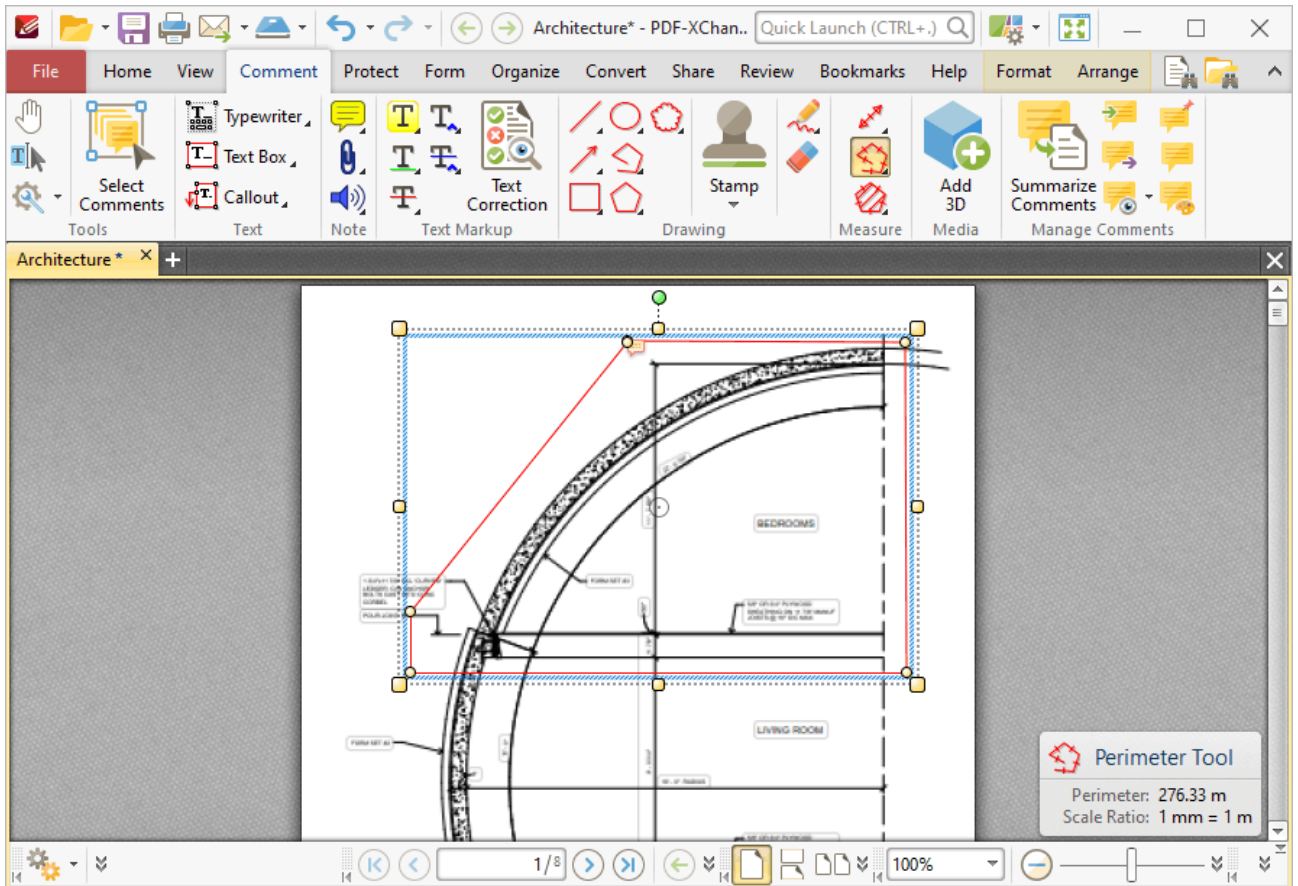 Architecture* - PDF-XChan..
Quick Launch (CTRL+.)
File Home View Comment Protect Form Organize Convert Share Review Bookmarks Help Format Arrange
Select Comments
Typewriter
Text Box
Callout
Text Correction
Stamp
Add 3D
Summarize Comments
Tools Text Note Text Markup Drawing Measure Media Manage Comments
Architecture *
BEDROOMS
FORM SET #3
LIVING ROOM
Perimeter Tool
Perimeter: 276.33 m
Scale Ratio: 1 mm = 1 m
1/8
100%